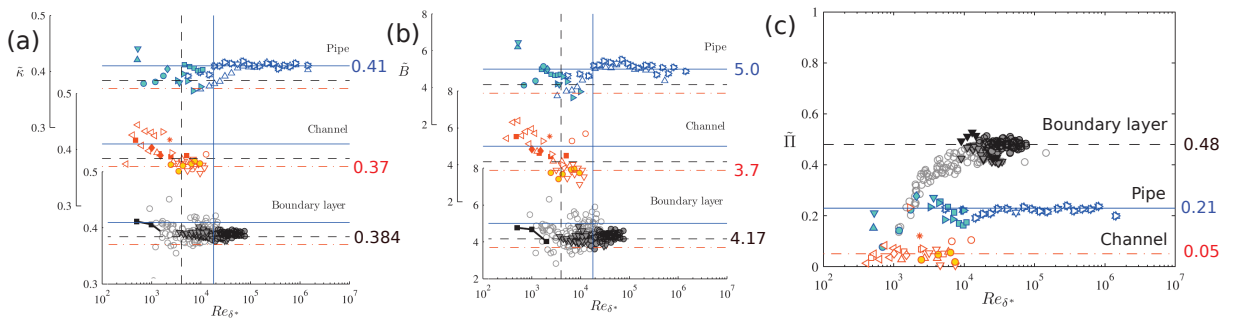 (a)
κ̃
0.5
0.4
0.3
0.5
0.4
0.3
0.5
0.4
0.3
Pipe
0.41
Channel
0.37
Boundary layer
0.384
10² 10³ 10⁴ 10⁵ 10⁶ 10⁷
Re_δ*
(b)
B̃
8
6
4
2
8
6
4
2
8
6
4
2
Pipe
5.0
Channel
3.7
Boundary layer
4.17
10² 10³ 10⁴ 10⁵ 10⁶ 10⁷
Re_δ*
(c)
Π̃
1
0.8
0.6
0.4
0.2
0
Boundary layer
0.48
Pipe
0.21
Channel
0.05
10² 10³ 10⁴ 10⁵ 10⁶ 10⁷
Re_δ*